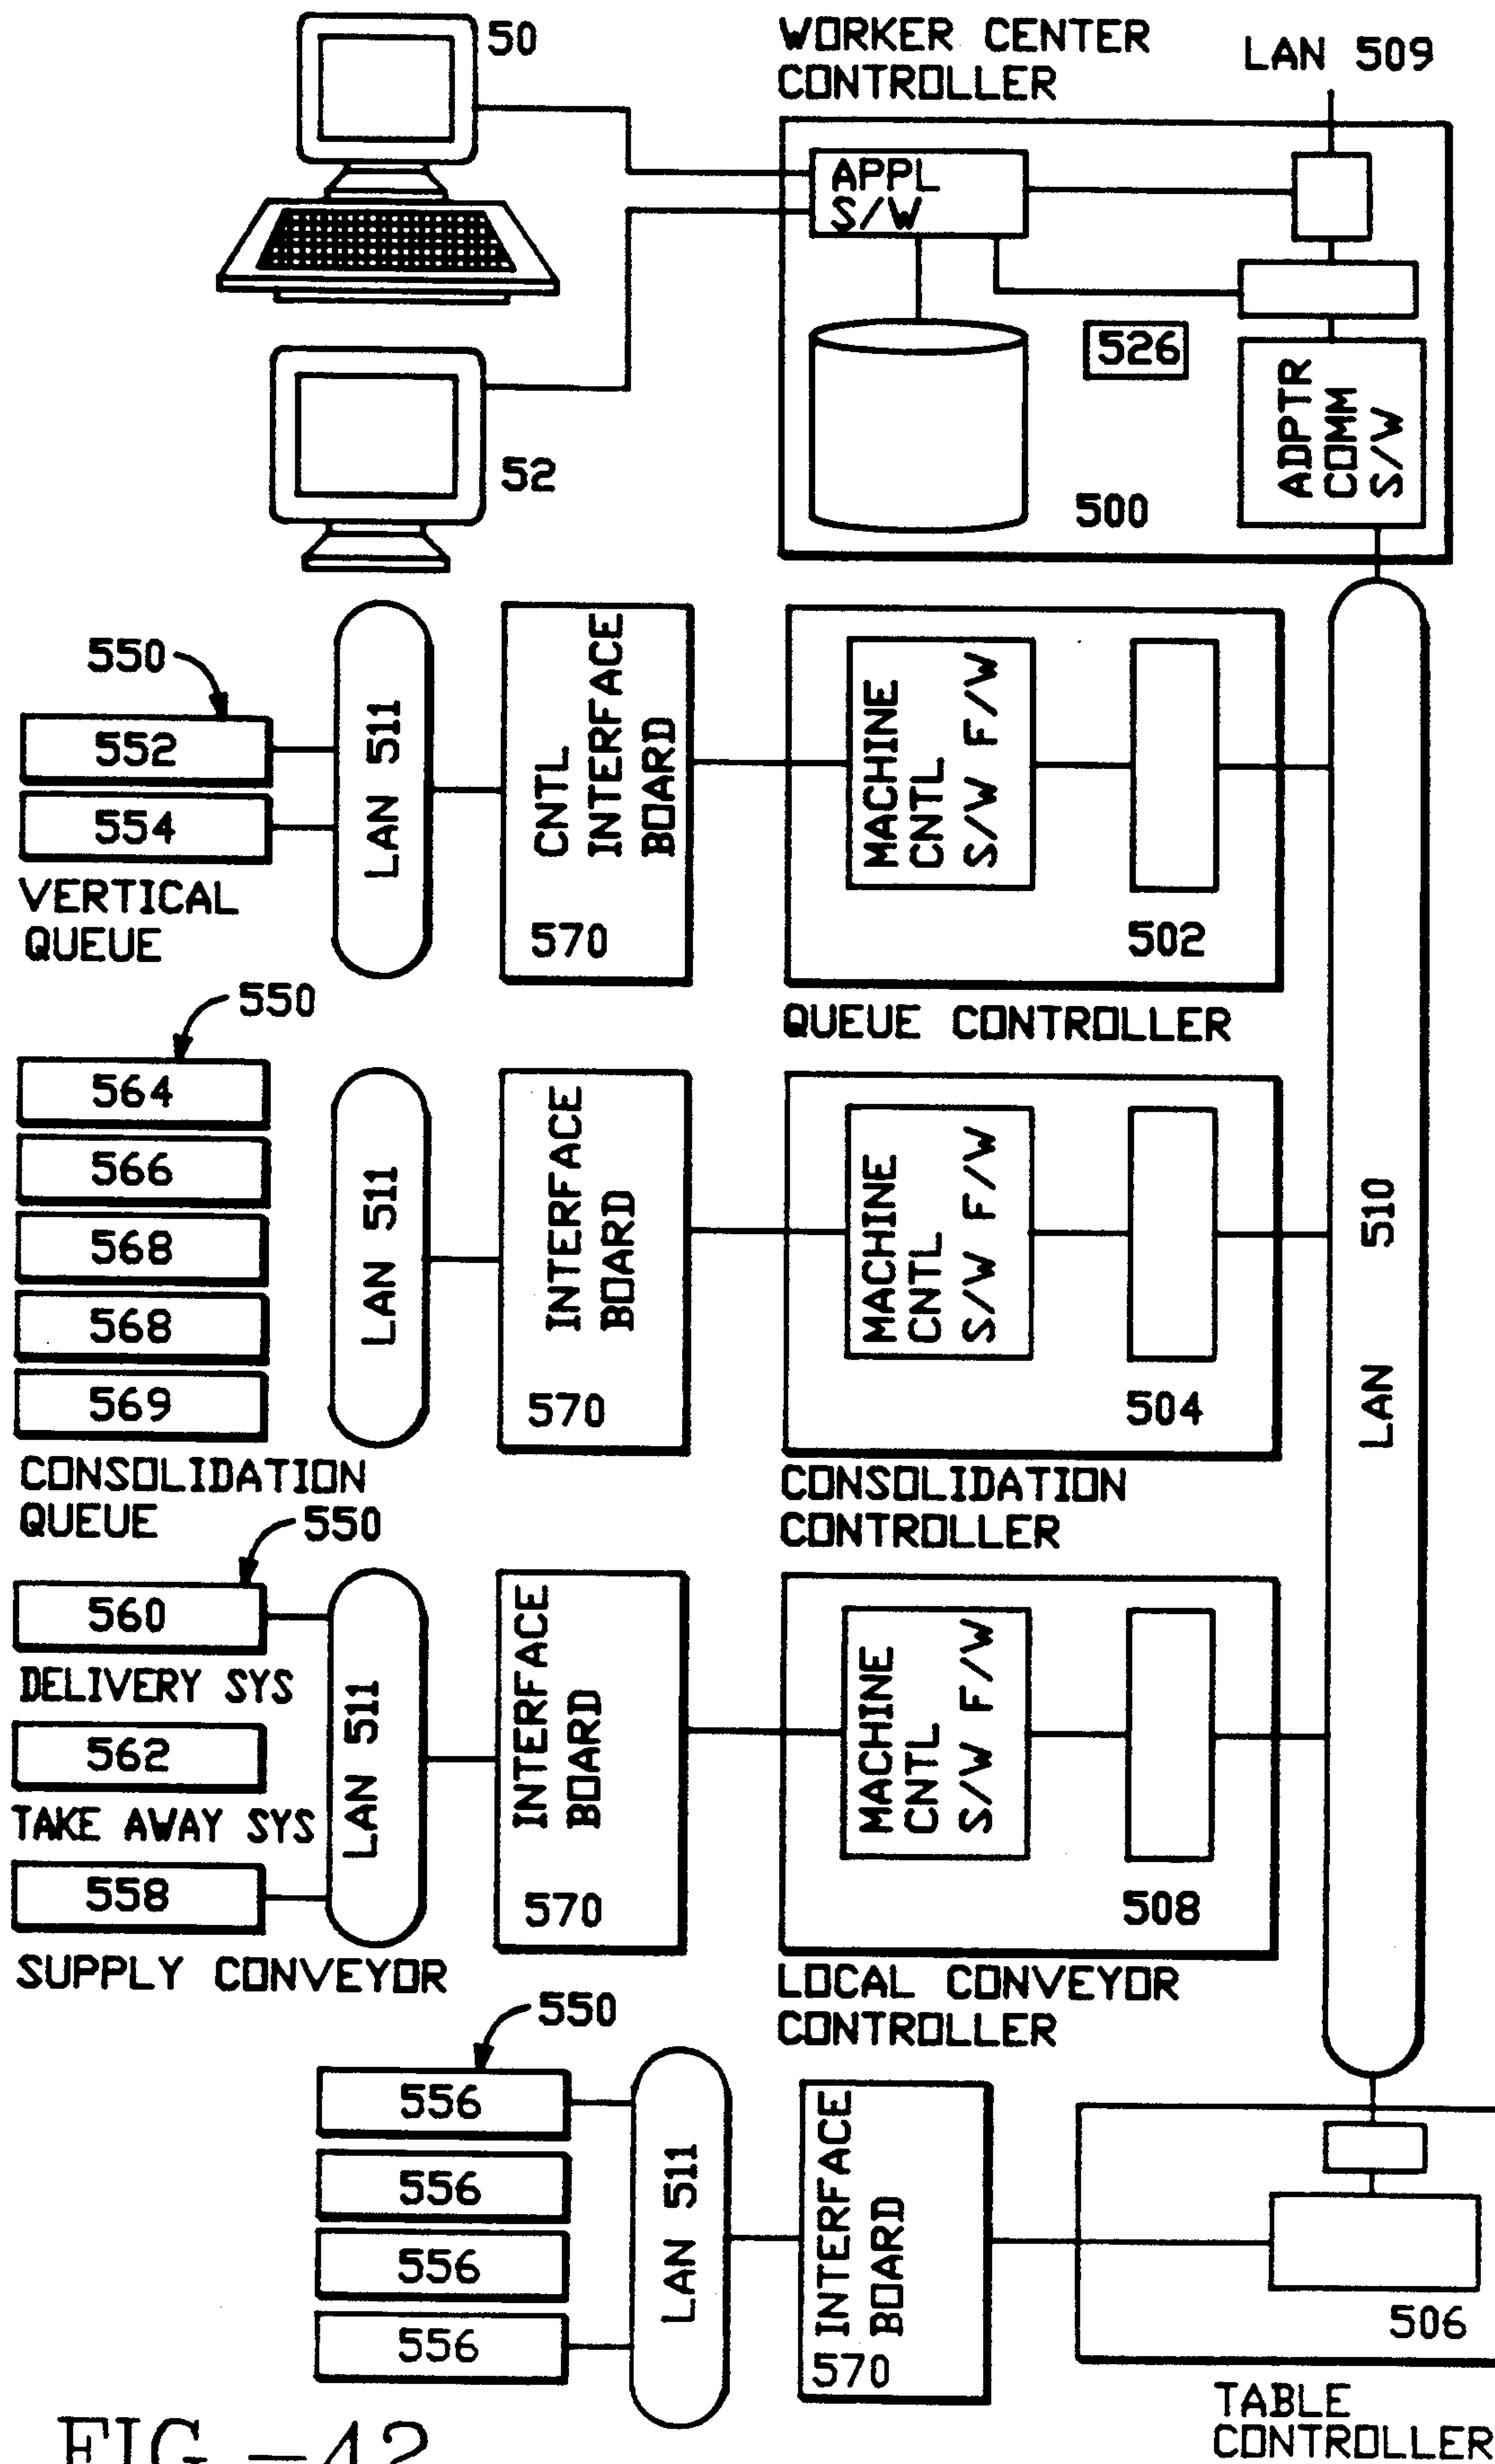 50
WORKER CENTER
CONTROLLER
LAN 509
APPL
S/W
526
ADPTR
COMM
S/W
52
500
550
552
554
VERTICAL
QUEUE
LAN 511
CNTL
INTERFACE
BOARD
570
MACHINE
CNTL
S/W F/W
502
QUEUE CONTROLLER
LAN 510
550
564
566
568
568
569
CONSOLIDATION
QUEUE
LAN 511
INTERFACE
BOARD
570
MACHINE
CNTL
S/W F/W
504
CONSOLIDATION
CONTROLLER
550
560
DELIVERY SYS
562
TAKE AWAY SYS
558
SUPPLY CONVEYOR
LAN 511
INTERFACE
BOARD
570
MACHINE
CNTL
S/W F/W
508
LOCAL CONVEYOR
CONTROLLER
550
556
556
556
556
LAN 511
INTERFACE
BOARD
570
506
TABLE
CONTROLLER
FIG.-42